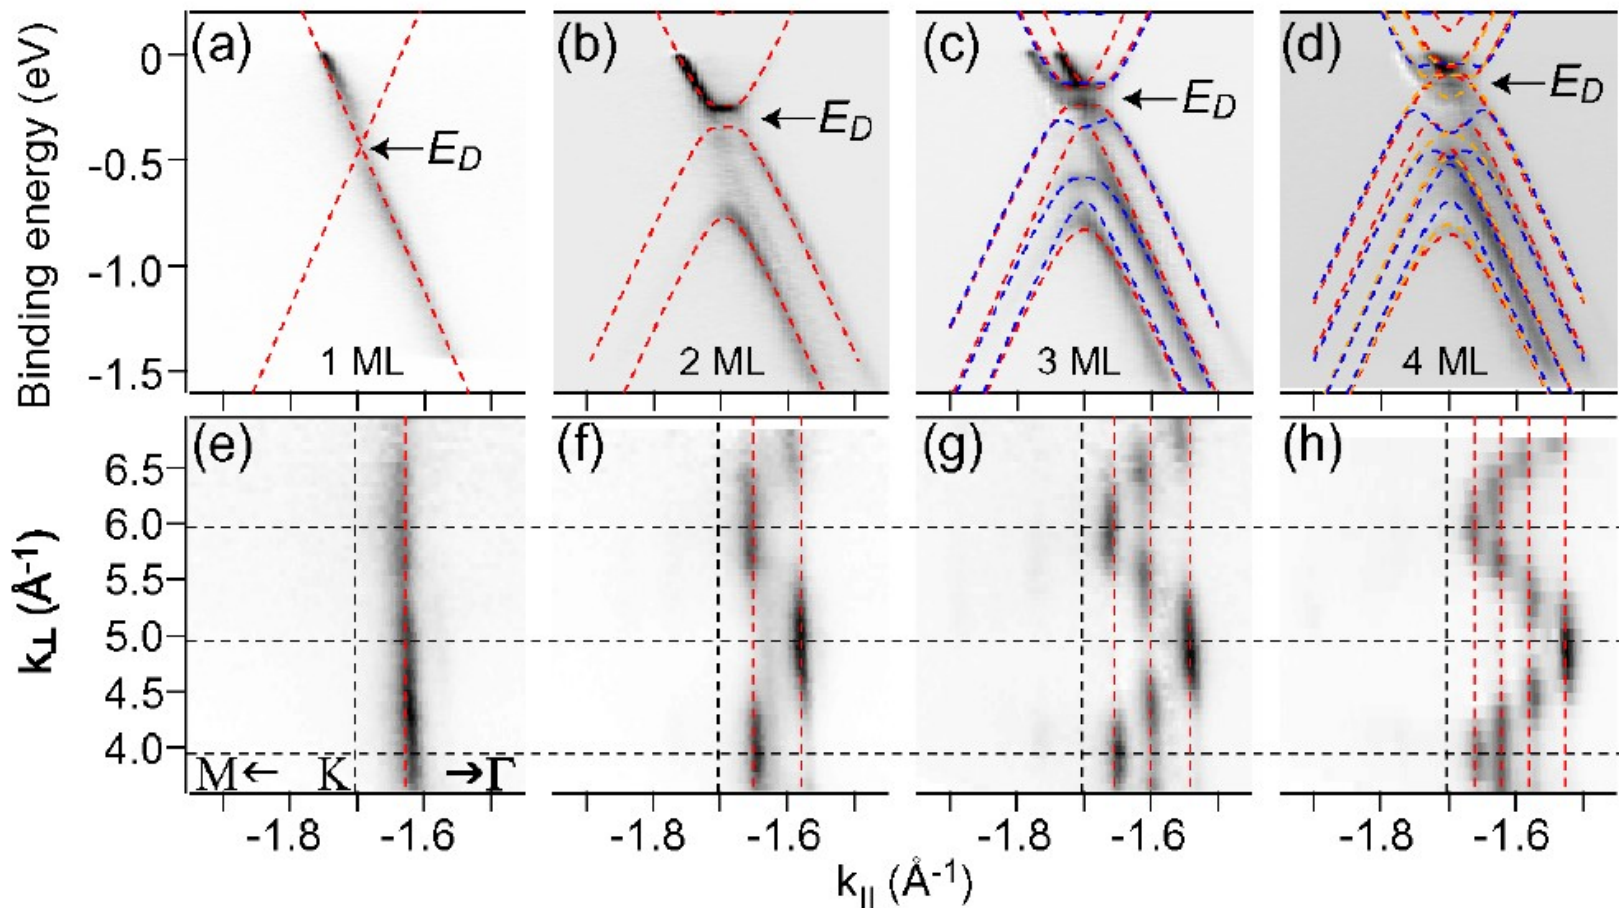 (a) (b) (c) (d)
Binding energy (eV)
0
-0.5
-1.0
-1.5
E_D E_D E_D E_D
1 ML 2 ML 3 ML 4 ML
(e) (f) (g) (h)
k⊥ (Å⁻¹)
6.5
6.0
5.5
5.0
4.5
4.0
M ← K → Γ
-1.8 -1.6 -1.8 -1.6 -1.8 -1.6 -1.8 -1.6
k|| (Å⁻¹)